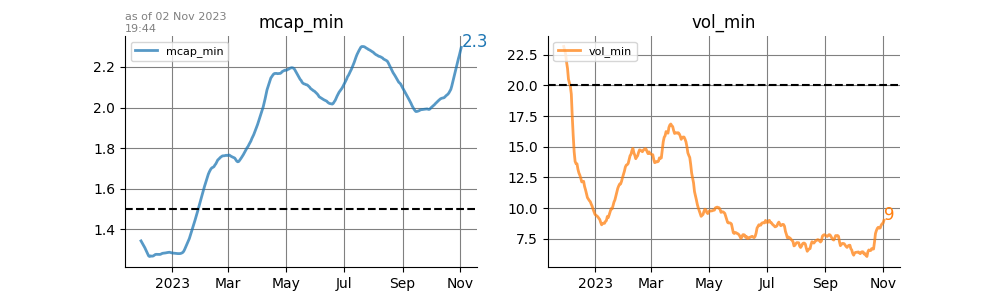 as of 02 Nov 2023
19:44
mcap_min
mcap_min
2.3
2.2
2.0
1.8
1.6
1.4
2023 Mar May Jul Sep Nov
vol_min
vol_min
22.5
20.0
17.5
15.0
12.5
10.0
7.5
9
2023 Mar May Jul Sep Nov